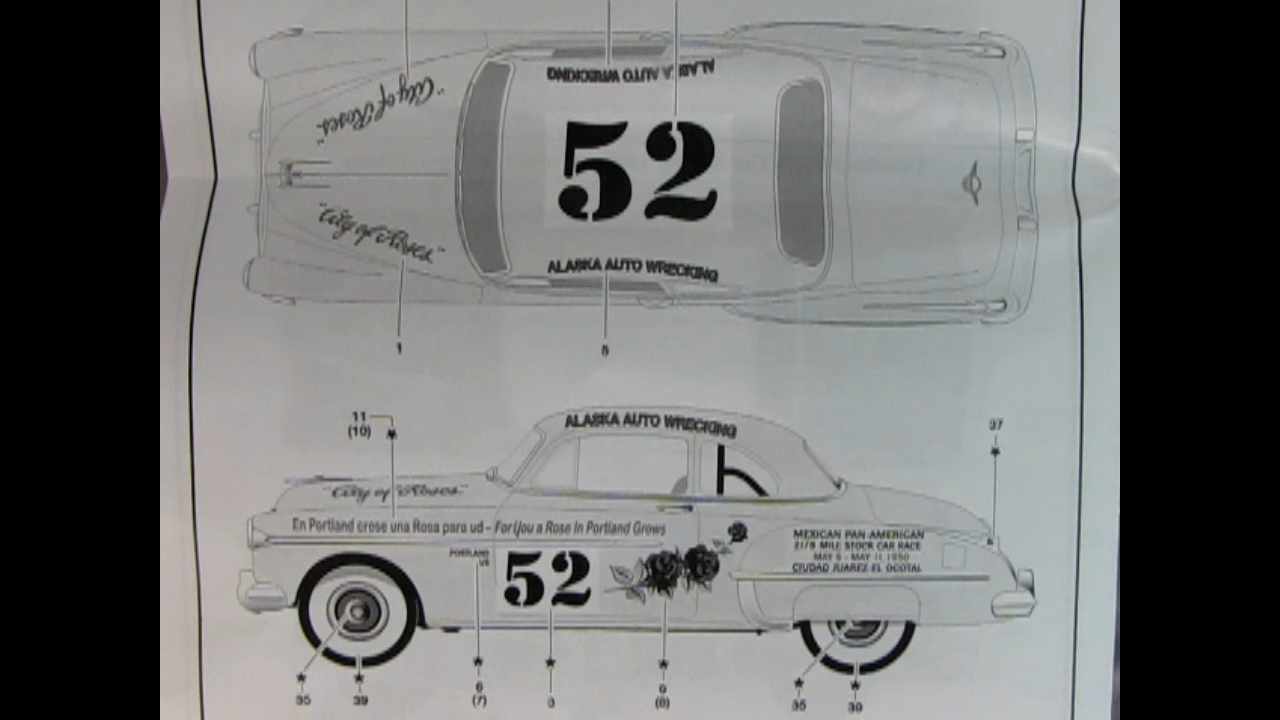 "City of Roses"
ALASKA AUTO WRECKING
52
"City of Roses"
ALASKA AUTO WRECKING
1
11
(10)
ALASKA AUTO WRECKING
37
"City of Roses"
En Portland crese una Rosa para ud – For You a Rose In Portland Grows
MEXICAN PAN AMERICAN
2178 MILE STOCK CAR RACE
MAY 5 - MAY 11, 1950
CIUDAD JUAREZ-EL OCOTAL
PORTLAND
US
52
35
39
6
(7)
3
9
(8)
35
39